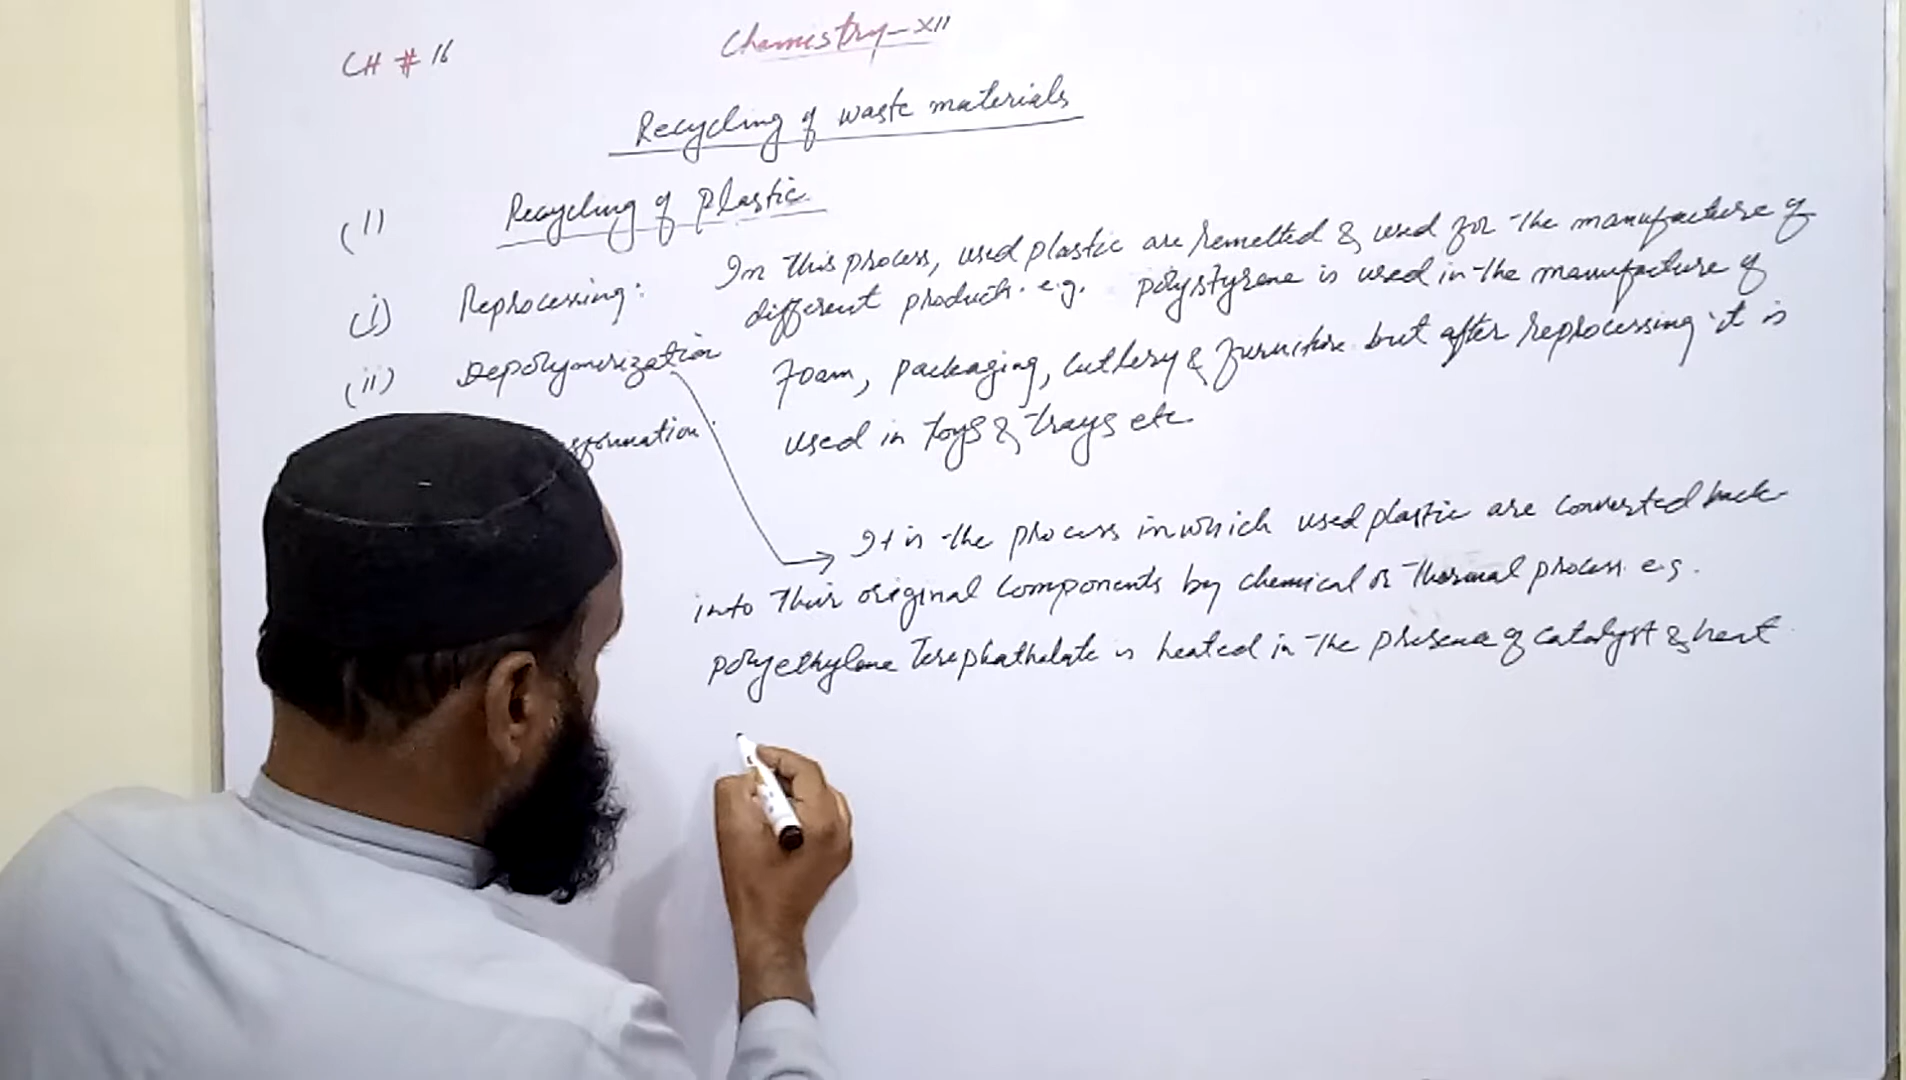 CH # 16
Chemistry-XII
Recycling of waste materials
(1) Recycling of plastic
(i) Reprocessing: In this process, used plastic are remelted & used for the manufacture of
different products. e.g. polystyrene is used in the manufacture of
Foam, packaging, cutlery & furniture but after reprocessing it is
used in toys & trays etc.
(ii) Depolymerization
It is the process in which used plastic are converted back
into their original components by chemical or thermal process e.g.
polyethylene Terephathalate is heated in the presence of catalyst & heat